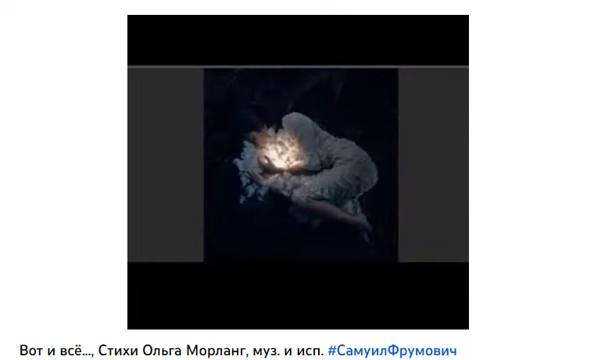 Вот и всё..., Стихи Ольга Морланг, муз. и исп. #СамуилФрумович